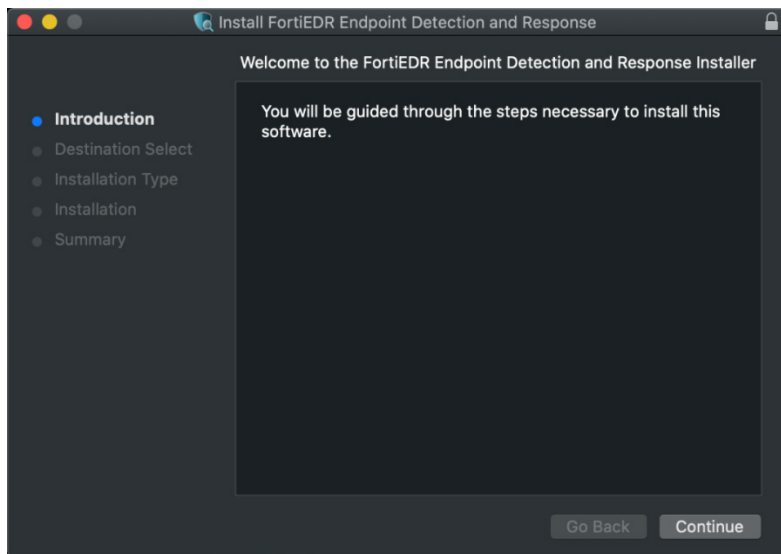 Install FortiEDR Endpoint Detection and Response
Welcome to the FortiEDR Endpoint Detection and Response Installer
Introduction
Destination Select
Installation Type
Installation
Summary
You will be guided through the steps necessary to install this
software.
Go Back
Continue